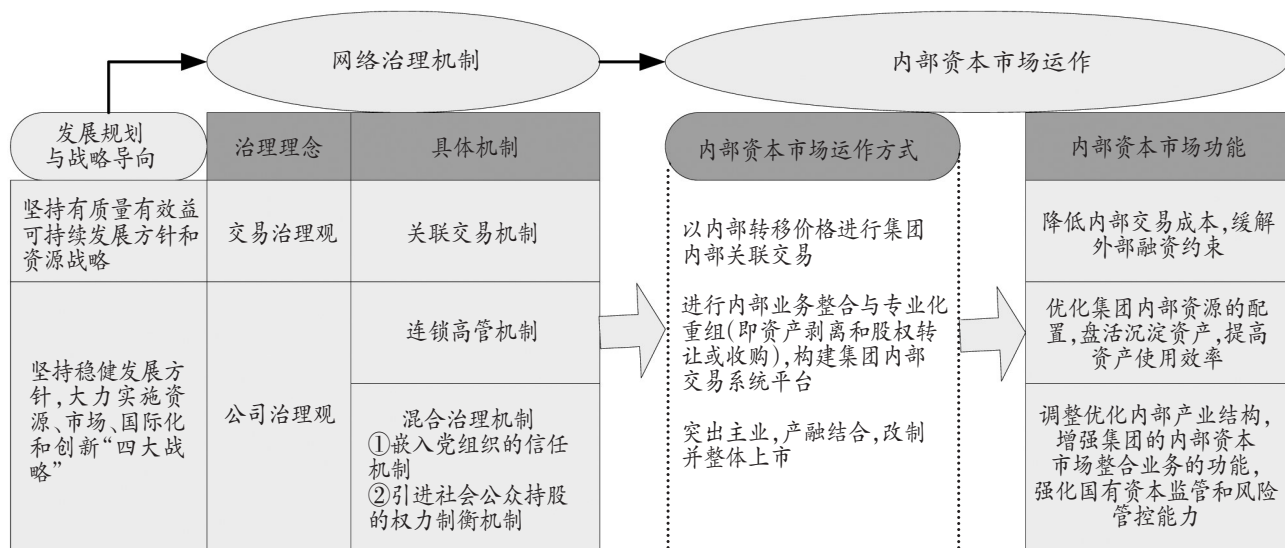 网络治理机制
内部资本市场运作
发展规划
与战略导向
治理理念
具体机制
内部资本市场运作方式
内部资本市场功能
坚持有质量有效益
可持续发展方针和
资源战略
交易治理观
关联交易机制
以内部转移价格进行集团
内部关联交易
降低内部交易成本,缓解
外部融资约束
坚持稳健发展方
针,大力实施资
源、市场、国际化
和创新“四大战
略”
公司治理观
连锁高管机制
进行内部业务整合与专业化
重组(即资产剥离和股权转
让或收购),构建集团内部
交易系统平台
优化集团内部资源的配
置,盘活沉淀资产,提高
资产使用效率
混合治理机制
①嵌入党组织的信任
机制
②引进社会公众持股
的权力制衡机制
突出主业,产融结合,改制
并整体上市
调整优化内部产业结构,
增强集团的内部资本
市场整合业务的功能,
强化国有资本监管和风险
管控能力